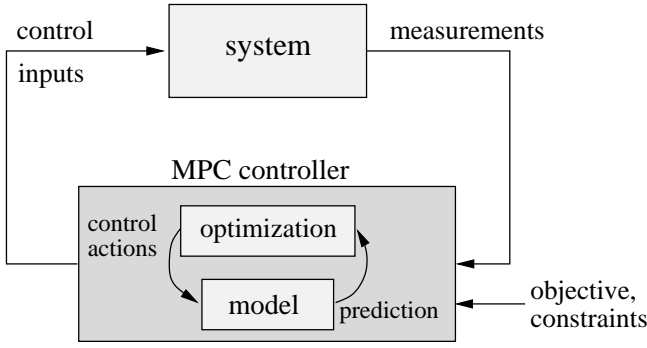 control
inputs
system
measurements
MPC controller
control
actions
optimization
model
prediction
objective,
constraints